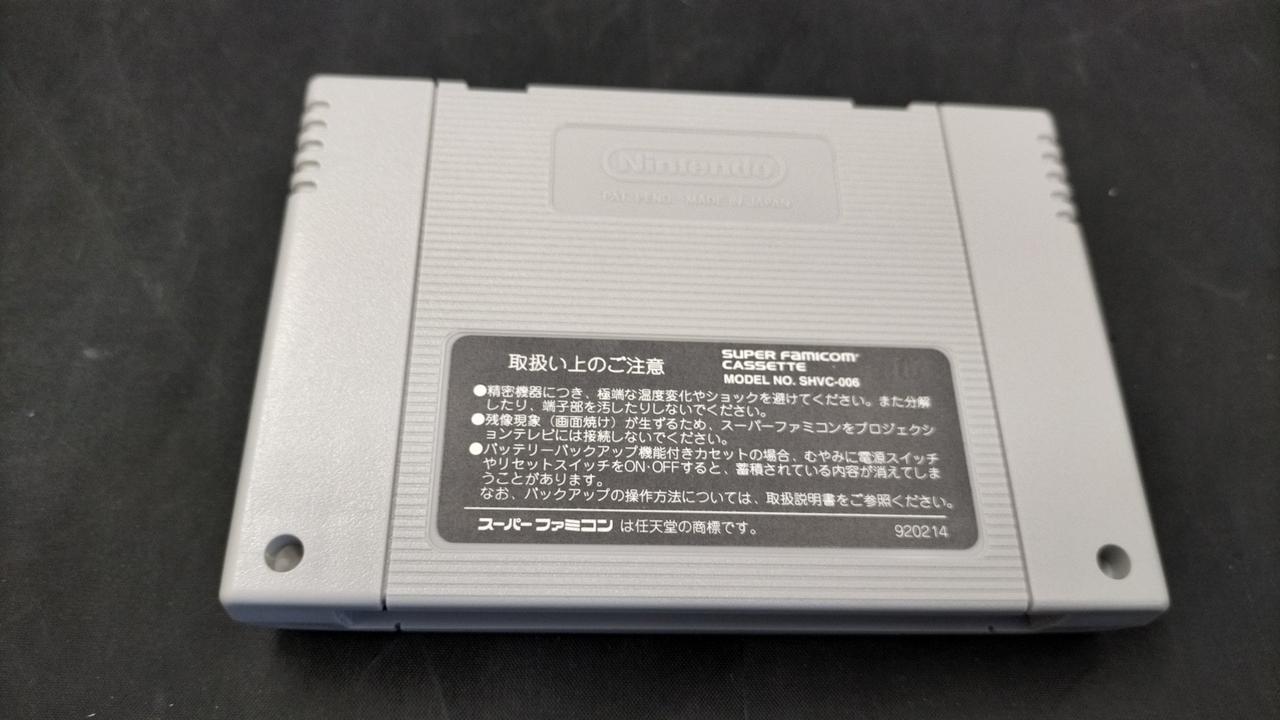 Nintendo
PAT. PEND. MADE IN JAPAN
取扱い上のご注意
SUPER FAMICOM
CASSETTE
MODEL NO. SHVC-006
●精密機器につき、極端な温度変化やショックを避けてください。また分解
したり、端子部を汚したりしないでください。
●残像現象（画面焼け）が生ずるため、スーパーファミコンをプロジェクシ
ョンテレビには接続しないでください。
●バッテリーバックアップ機能付きカセットの場合、むやみに電源スイッチ
やリセットスイッチをON･OFFすると、蓄積されている内容が消えてしま
うことがあります。
なお、バックアップの操作方法については、取扱説明書をご参照ください。
スーパーファミコン は任天堂の商標です。
920214